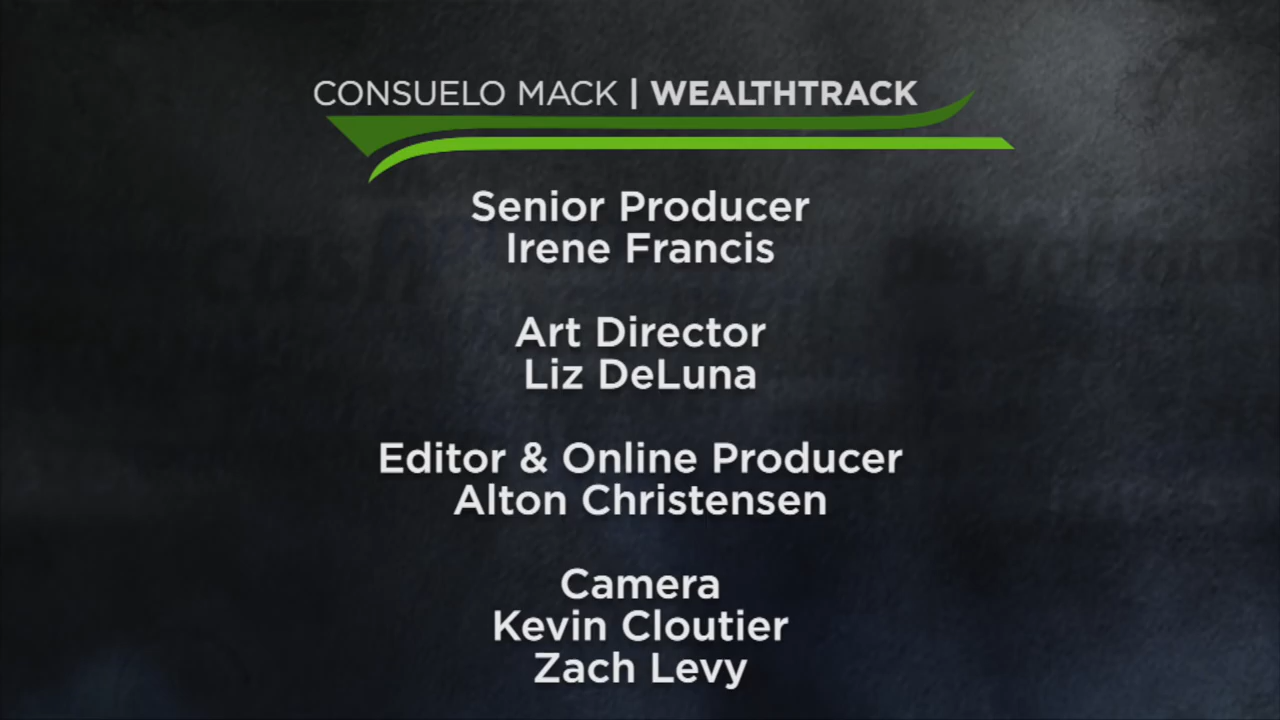 CONSUELO MACK | WEALTHTRACK
Senior Producer
Irene Francis
Art Director
Liz DeLuna
Editor & Online Producer
Alton Christensen
Camera
Kevin Cloutier
Zach Levy